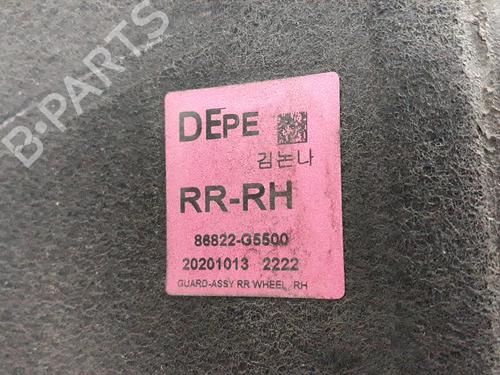 B-PARTS
DEPE
김논나
RR-RH
86822-G5500
20201013 2222
GUARD-ASSY RR WHEEL, RH